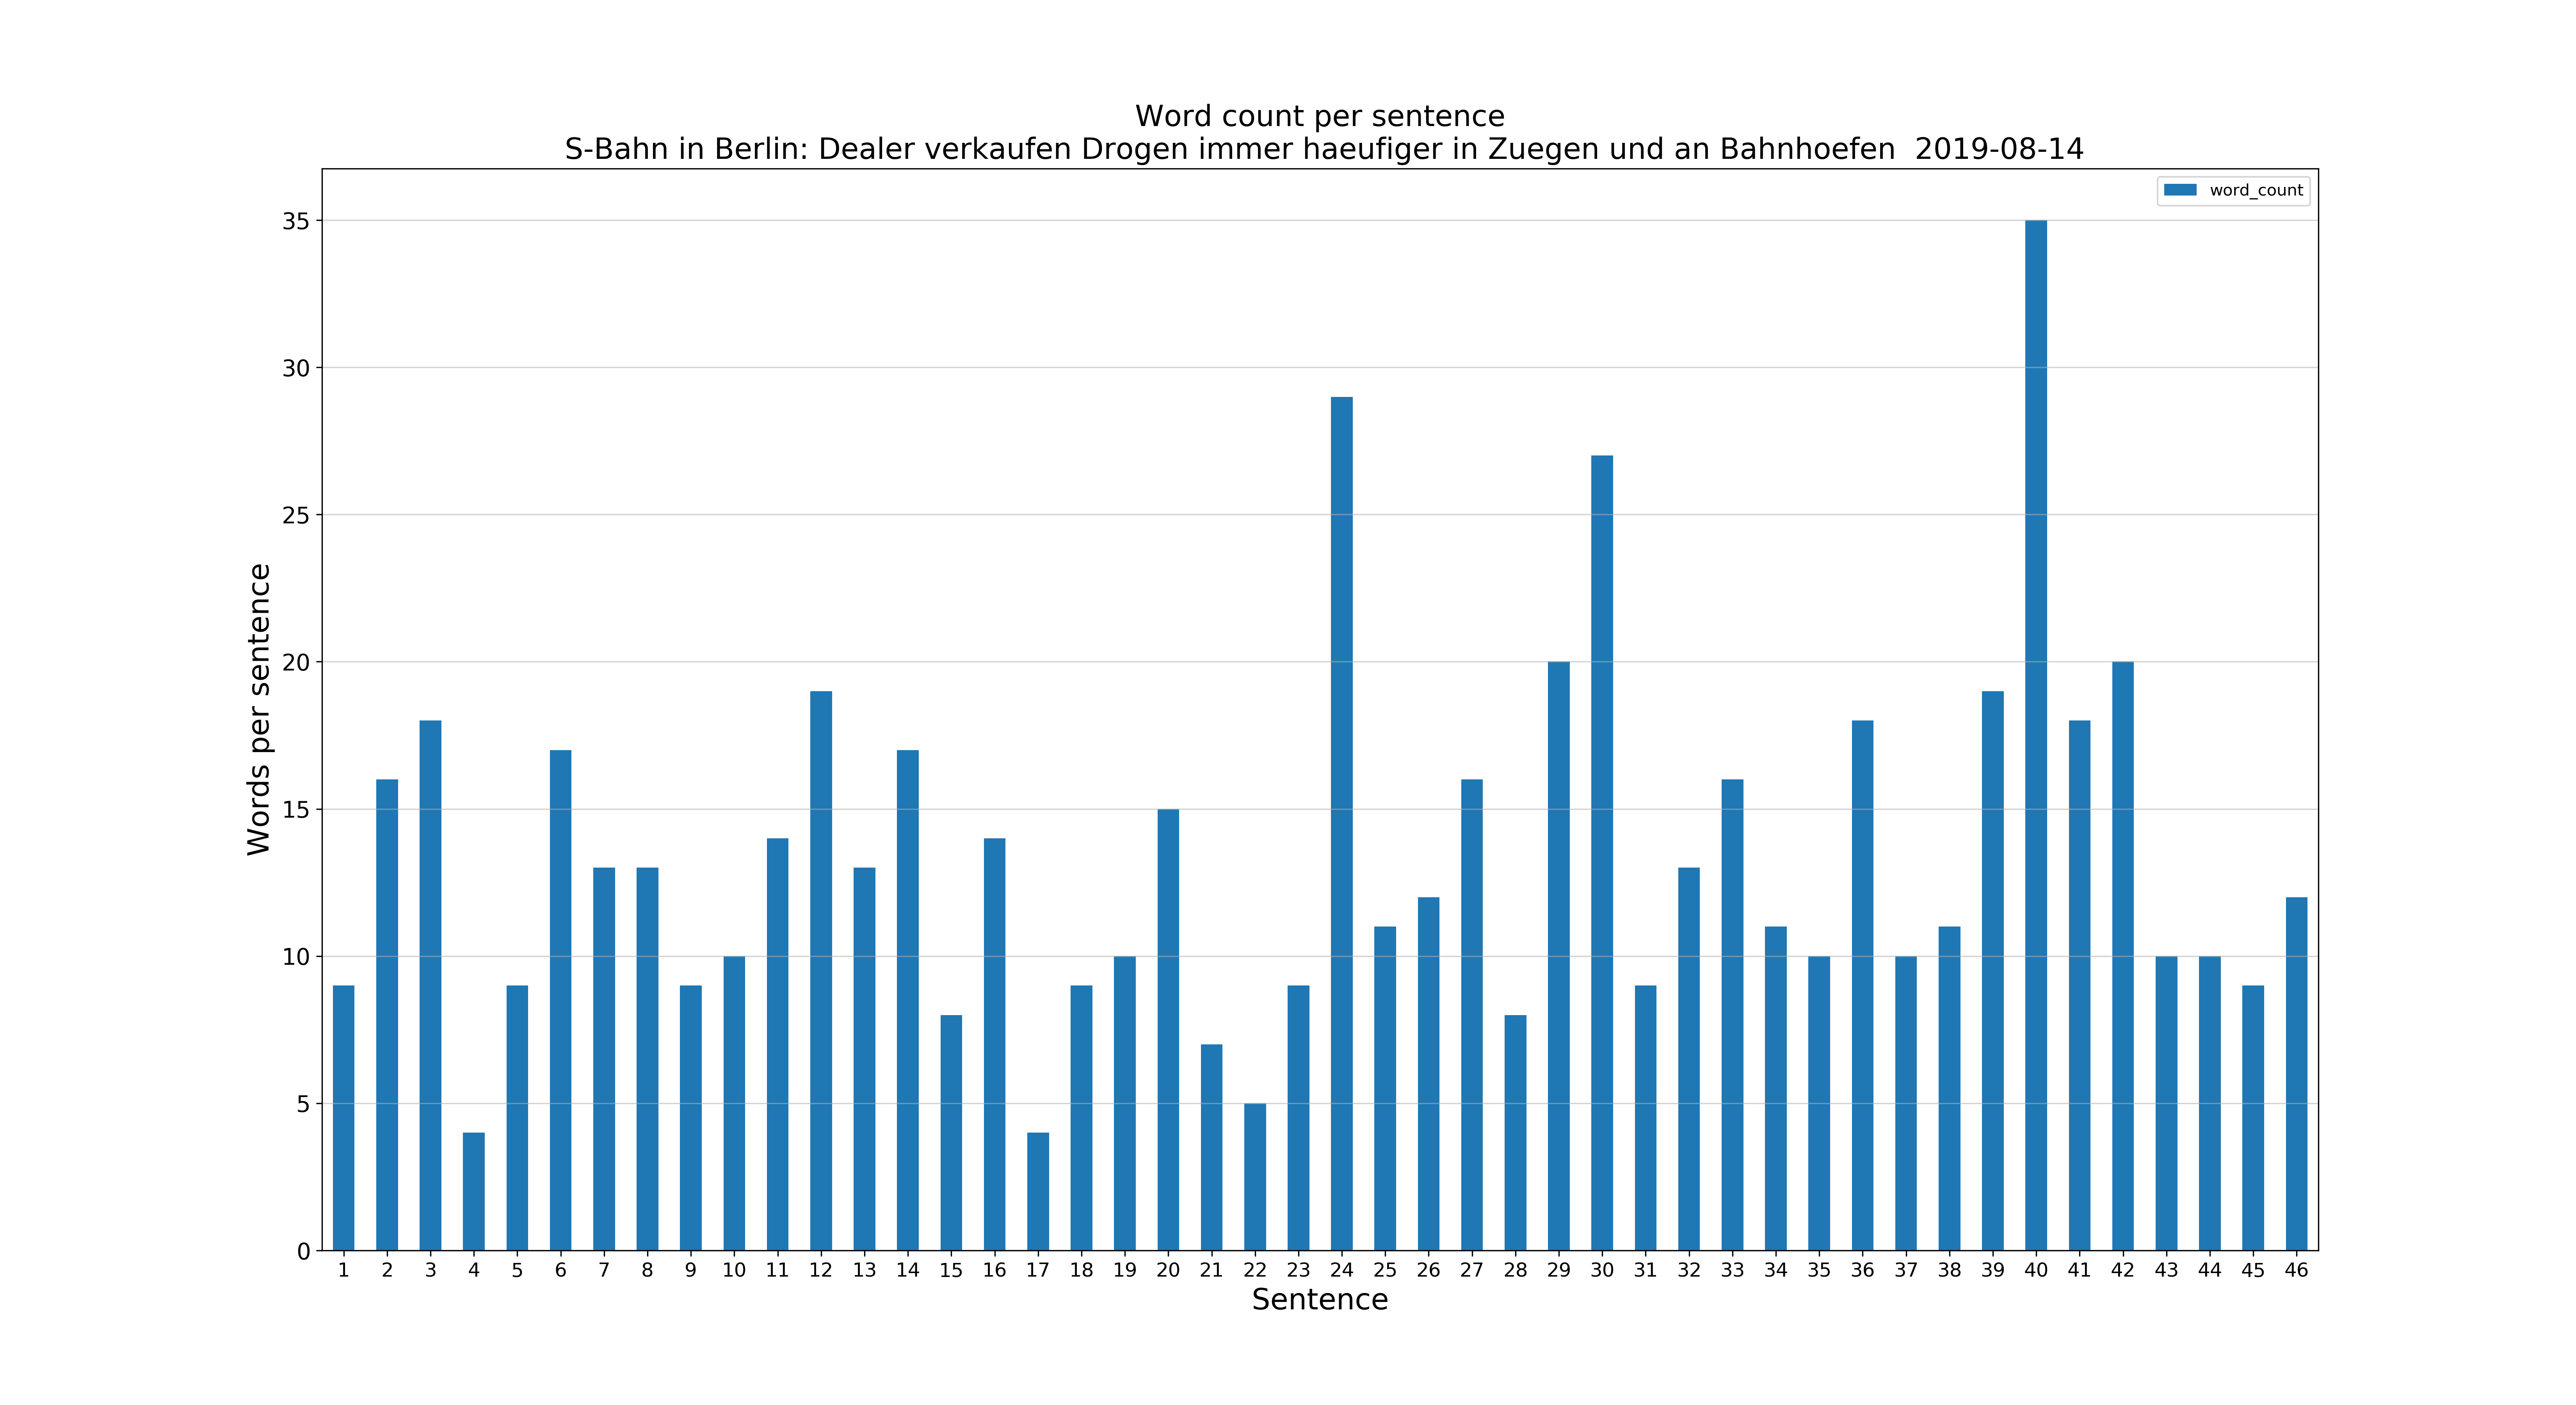 Word count per sentence
S-Bahn in Berlin: Dealer verkaufen Drogen immer haeufiger in Zuegen und an Bahnhoefen  2019-08-14
word_count
35
30
25
20
15
10
5
0
Words per sentence
1 2 3 4 5 6 7 8 9 10 11 12 13 14 15 16 17 18 19 20 21 22 23 24 25 26 27 28 29 30 31 32 33 34 35 36 37 38 39 40 41 42 43 44 45 46
Sentence